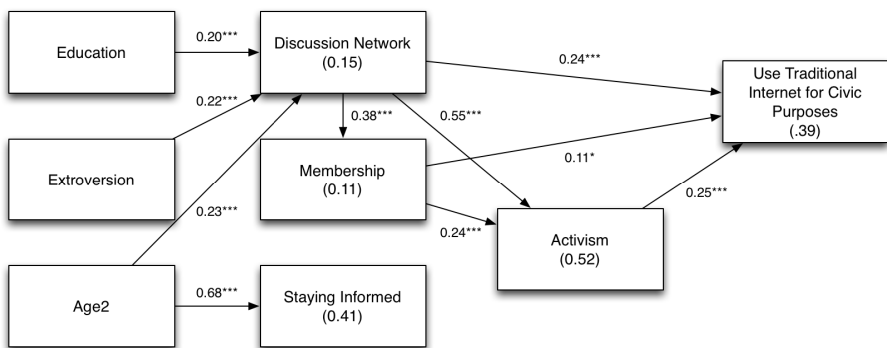 Education
0.20***
Discussion Network
(0.15)
0.24***
Use Traditional
Internet for Civic
Purposes
(.39)
0.22***
0.38***
0.55***
Extroversion
Membership
(0.11)
0.11*
0.23***
0.24***
0.25***
Activism
(0.52)
Age2
0.68***
Staying Informed
(0.41)